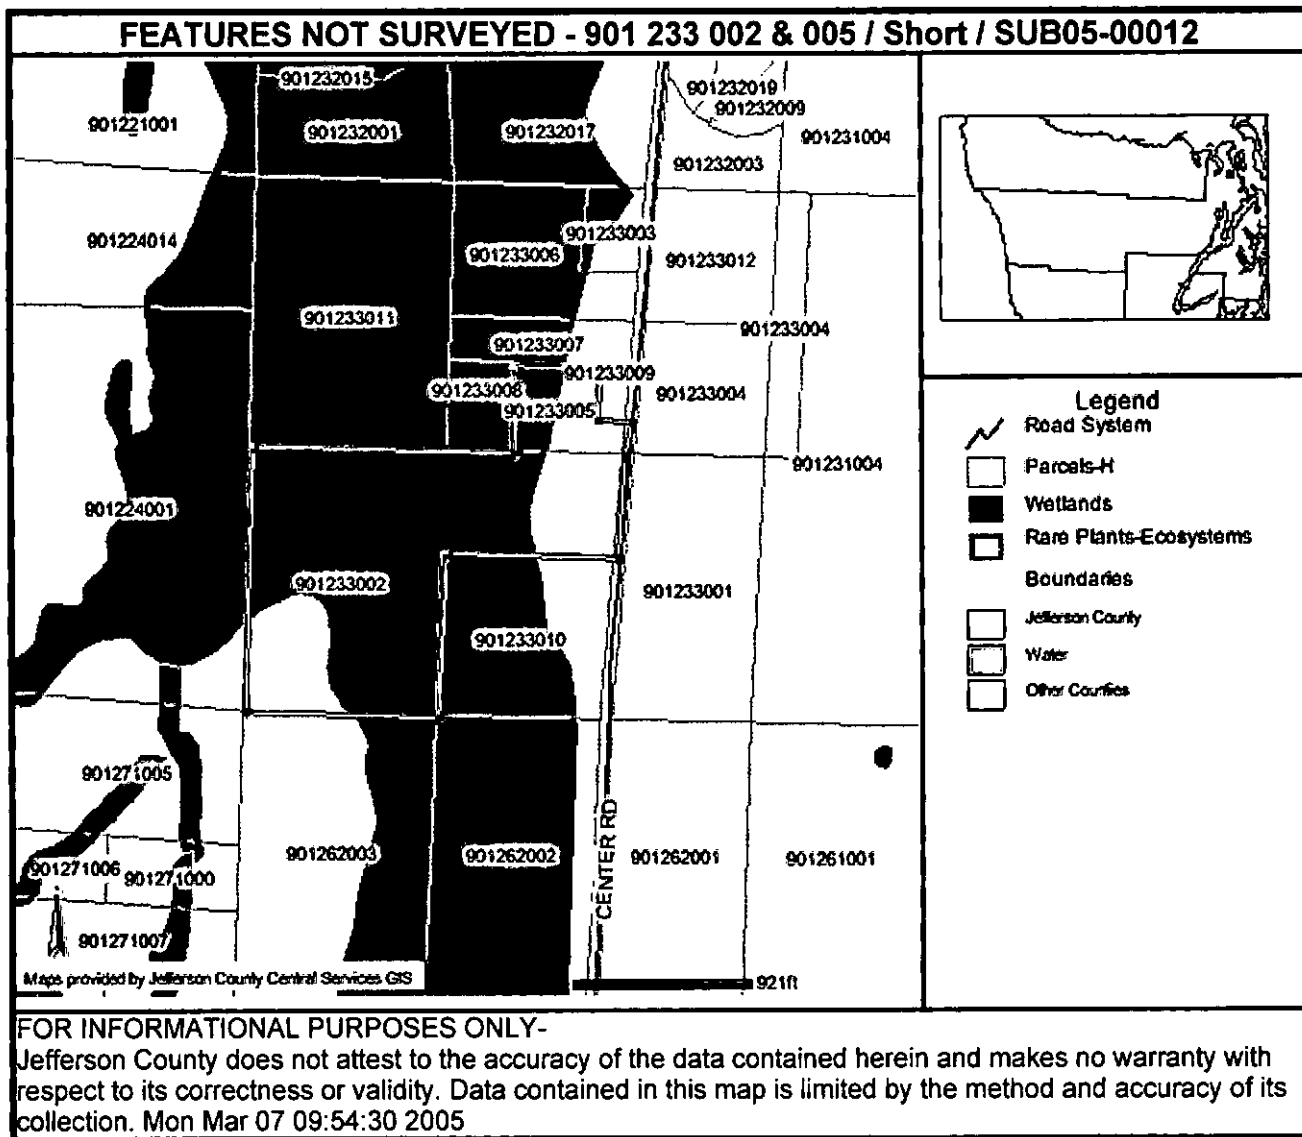 FEATURES NOT SURVEYED - 901 233 002 & 005 / Short / SUB05-00012
901232015
901232019
901232009
901221001
901232001
901232017
901231004
901232003
901224014
901233003
901233006
901233012
901233011
901233004
901233007
901233009
901233008
901233004
901233005
901231004
901224001
901233002
901233001
901233010
901271005
901262003
901262002
901262001
901261001
901271006
901271000
901271007
CENTER RD
Maps provided by Jefferson County Central Services GIS
921ft
Legend
Road System
Parcels-H
Wetlands
Rare Plants-Ecosystems
Boundaries
Jefferson County
Water
Other Counties
FOR INFORMATIONAL PURPOSES ONLY-
Jefferson County does not attest to the accuracy of the data contained herein and makes no warranty with
respect to its correctness or validity. Data contained in this map is limited by the method and accuracy of its
collection. Mon Mar 07 09:54:30 2005